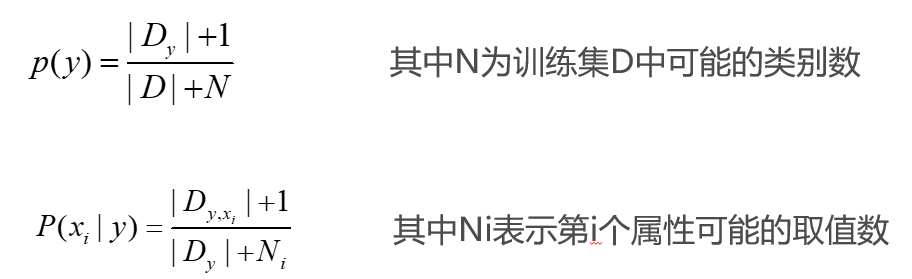 p(y) = |D_y|+1 / |D|+N 其中N为训练集D中可能的类别数
P(x_i|y) = |D_{y,x_i}|+1 / |D_y|+N_i 其中Ni表示第i个属性可能的取值数